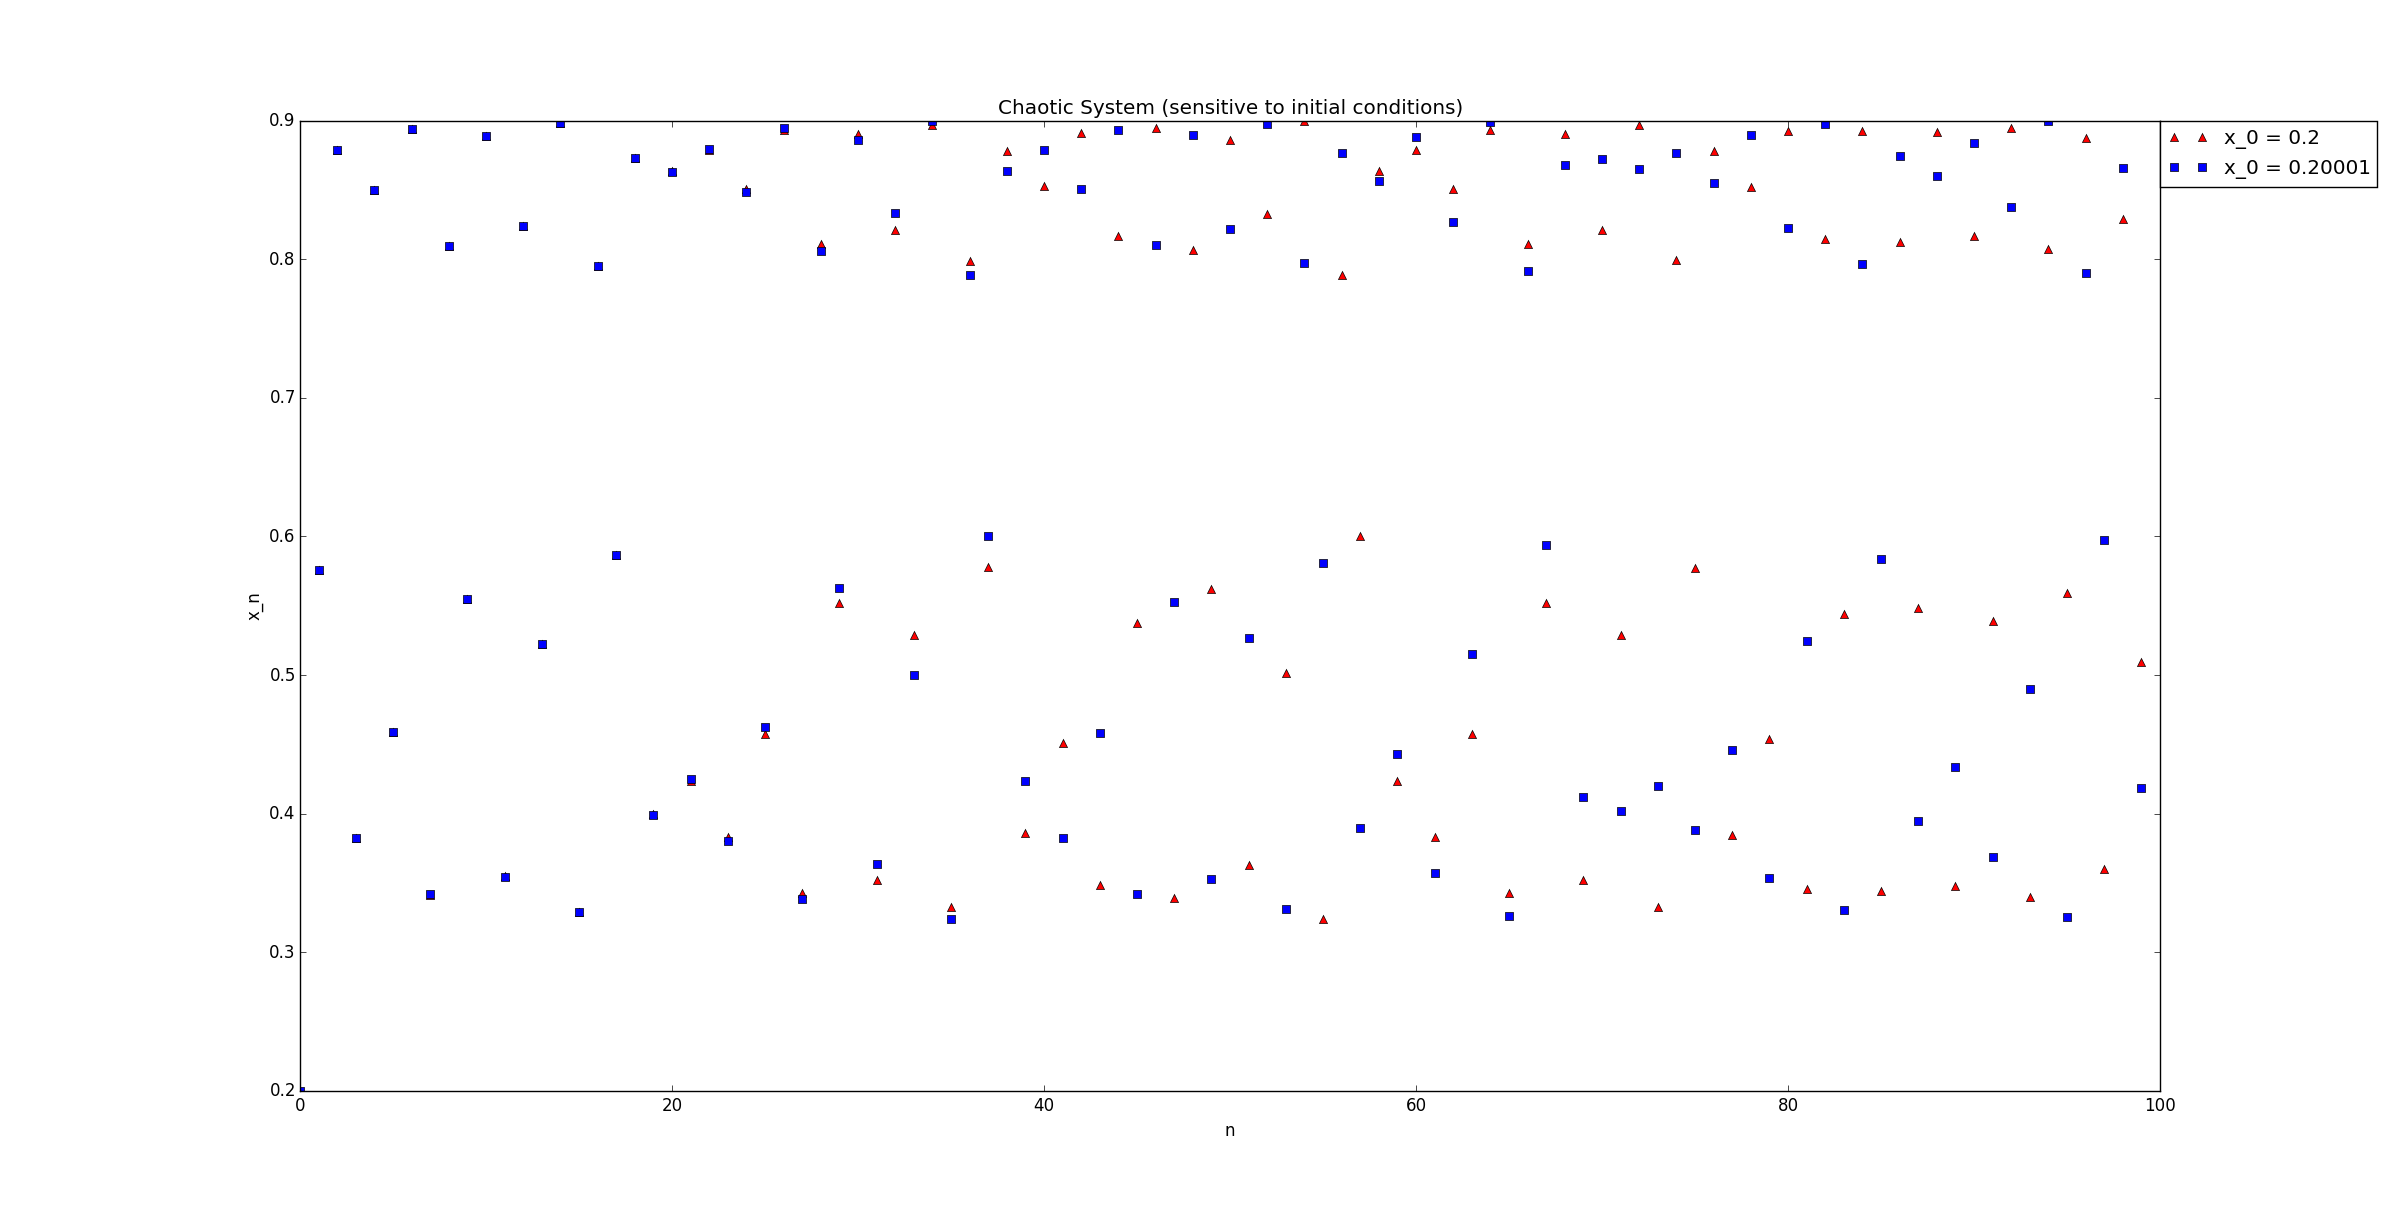 Chaotic System (sensitive to initial conditions)
x_0 = 0.2
x_0 = 0.20001
0.9
0.8
0.7
0.6
0.5
0.4
0.3
0.2
x_n
0 20 40 60 80 100
n